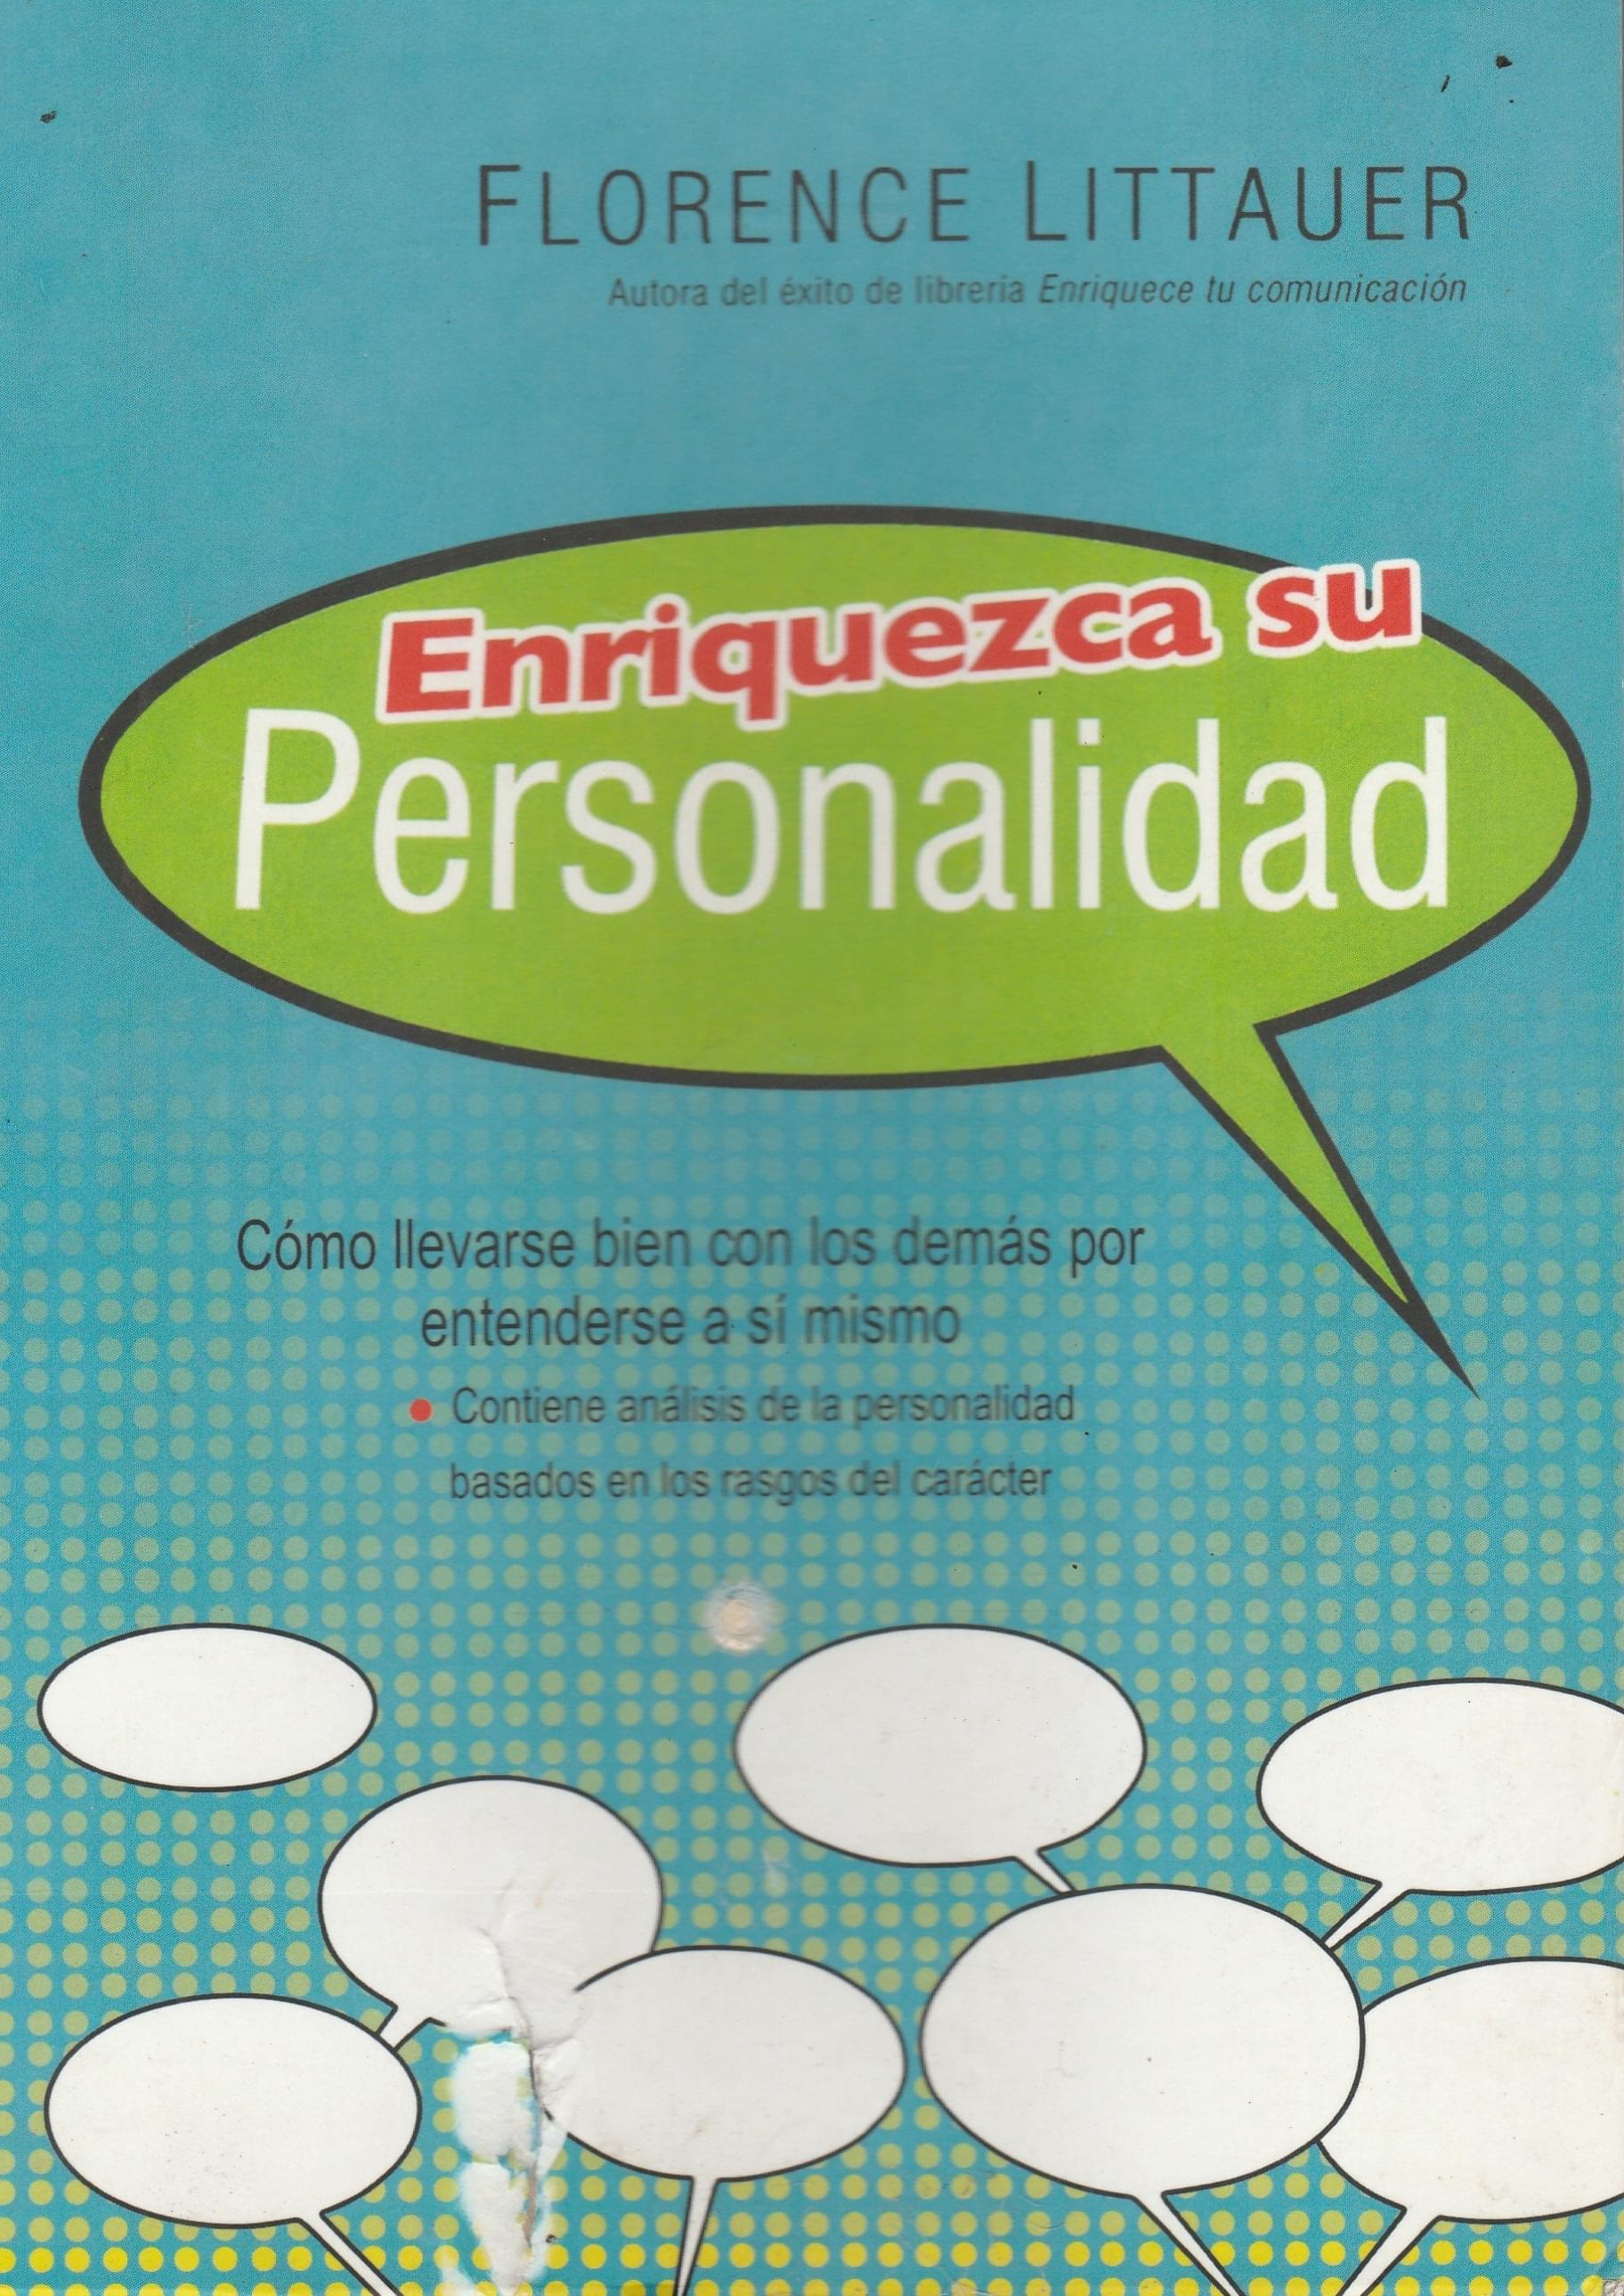 FLORENCE LITTAUER
Autora del éxito de librería Enriquece tu comunicación
Enriquezca su
Personalidad
Cómo llevarse bien con los demás por
entenderse a sí mismo
• Contiene análisis de la personalidad
basados en los rasgos del carácter